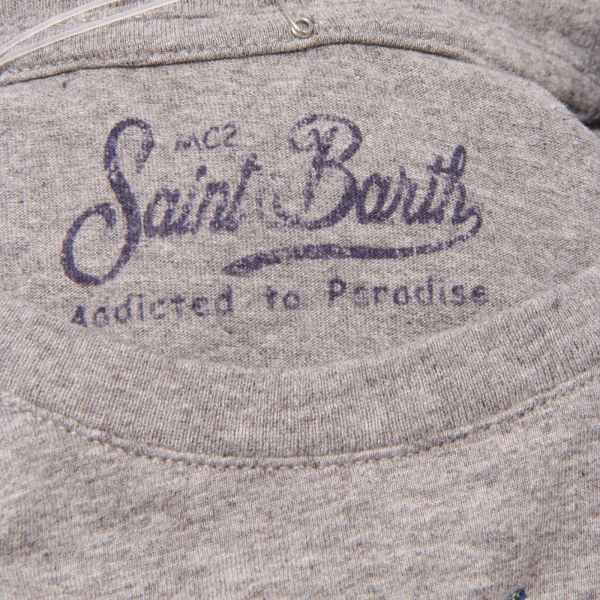 MC2
Saint Barth
Addicted to Paradise